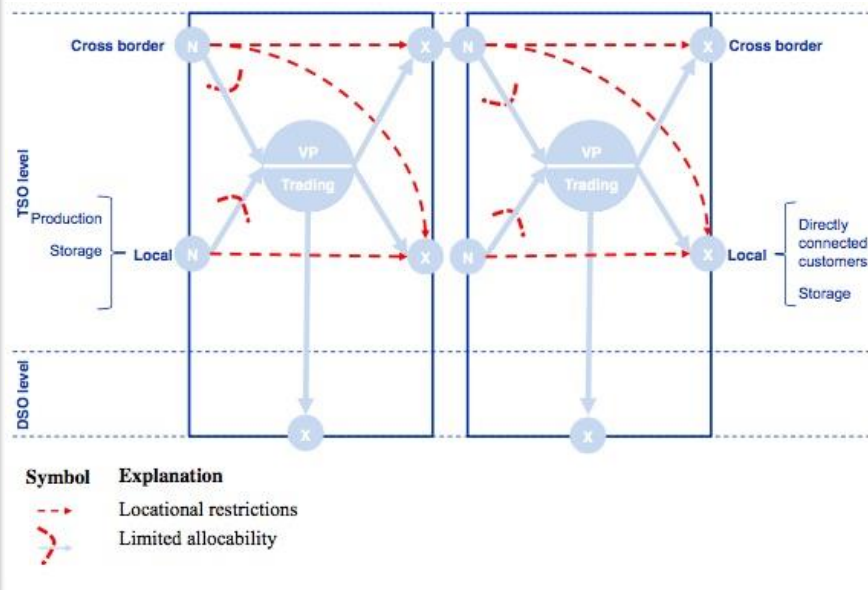 Cross border
N
X
N
X
Cross border
VP
Trading
VP
Trading
TSO level
Production
Storage
Local
N
X
N
X
Local
Directly
connected
customers
Storage
DSO level
X
X
Symbol Explanation
Locational restrictions
Limited allocability